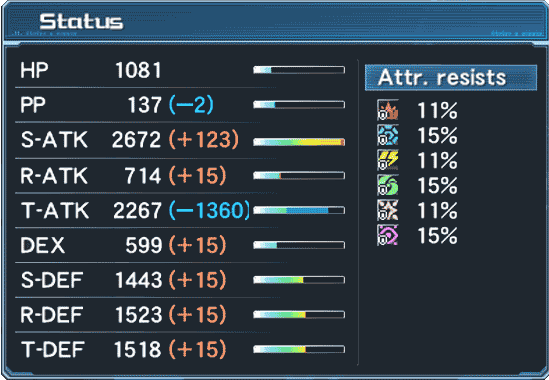 Status
HP 1081
PP 137 (−2)
S-ATK 2672 (+123)
R-ATK 714 (+15)
T-ATK 2267 (−1360)
DEX 599 (+15)
S-DEF 1443 (+15)
R-DEF 1523 (+15)
T-DEF 1518 (+15)
Attr. resists
11%
15%
11%
15%
11%
15%